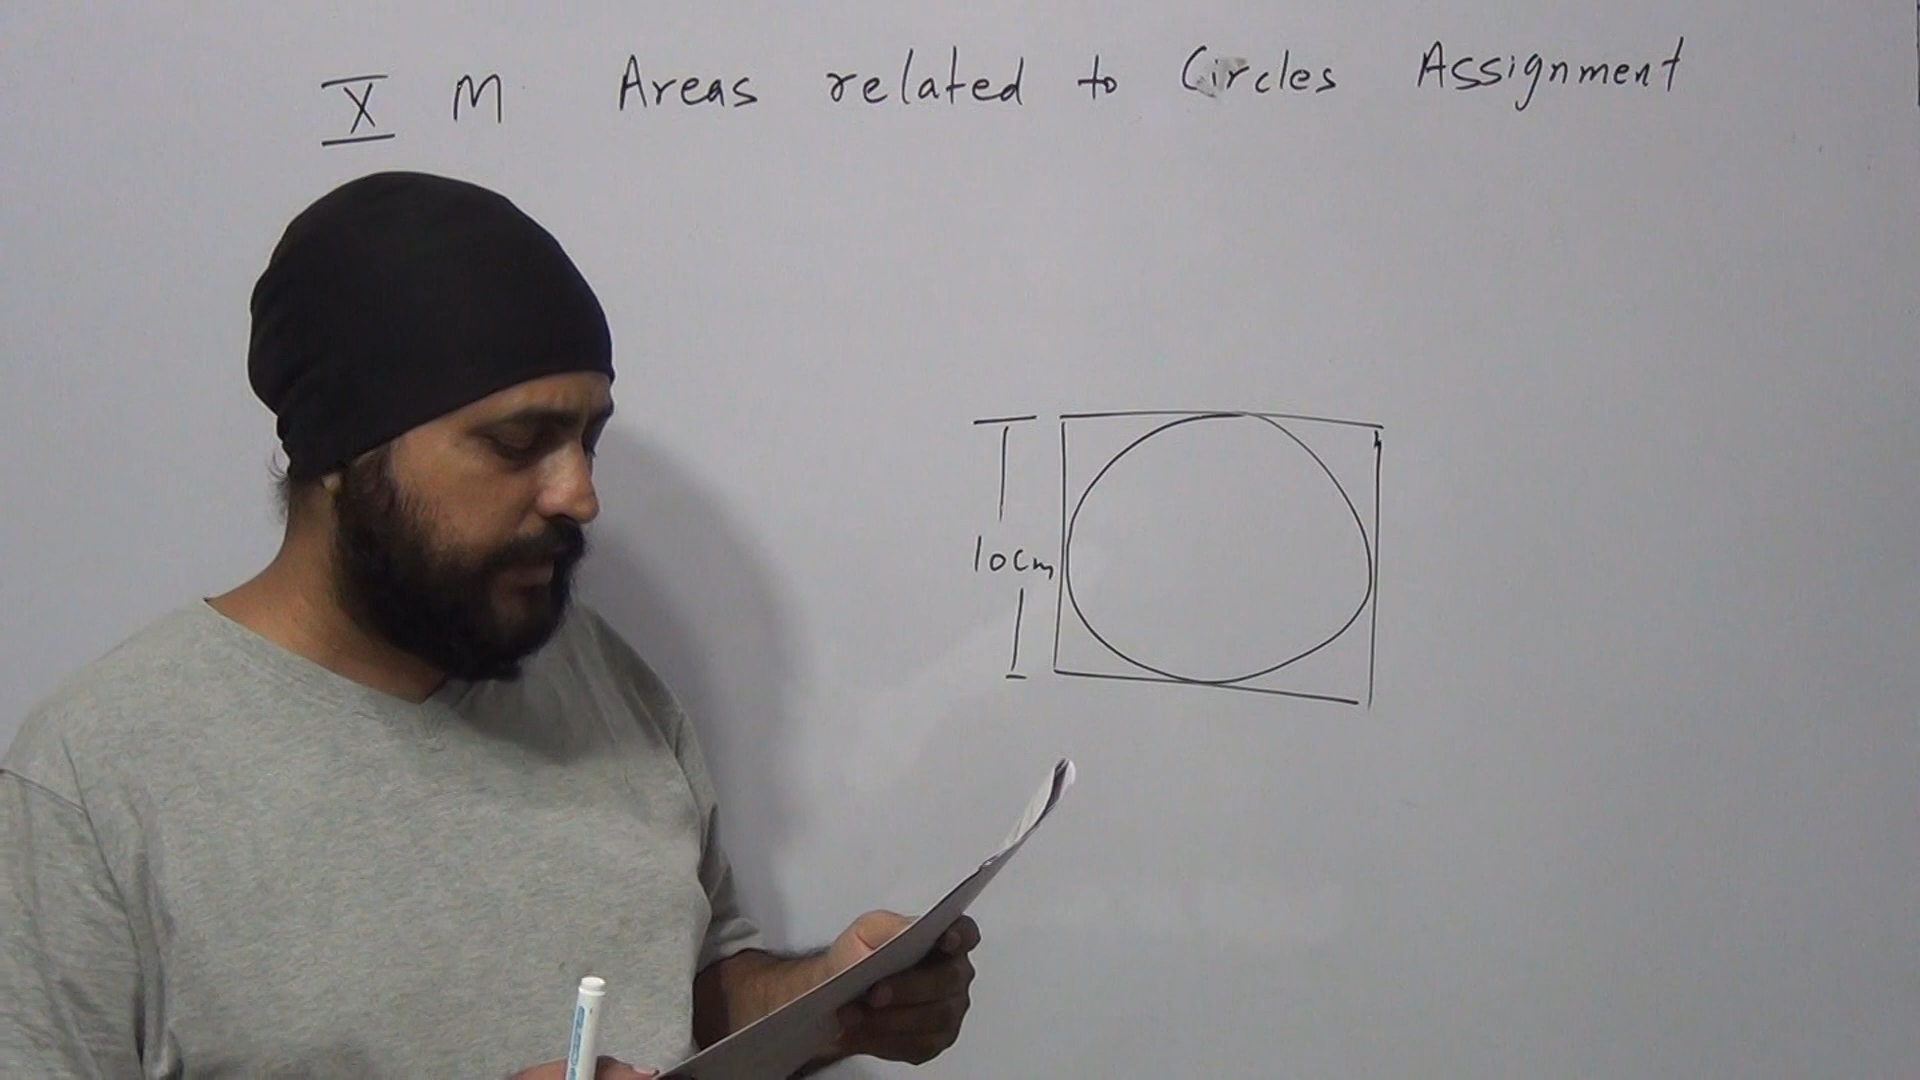 X M Areas related to Circles Assignment
10cm